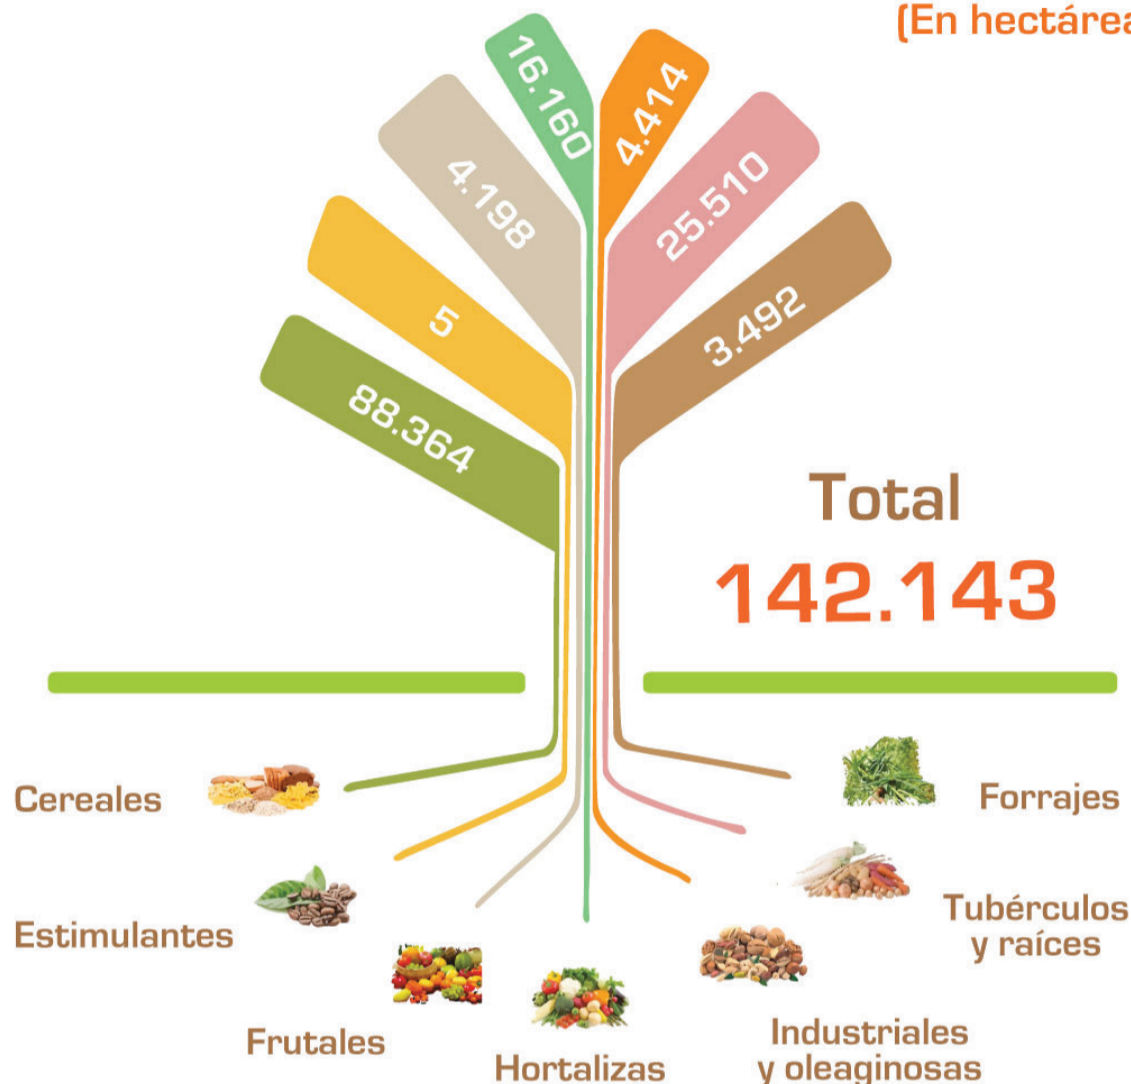 (En hectárea
16.160
4.414
4.198
25.510
5
3.492
88.364
Total
142.143
Cereales
Forrajes
Estimulantes
Tubérculos
y raíces
Frutales
Hortalizas
Industriales
y oleaginosas